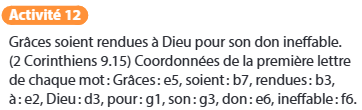 Activité 12
Grâces soient rendues à Dieu pour son don ineffable.
(2 Corinthiens 9.15) Coordonnées de la première lettre
de chaque mot : Grâces : e5, soient : b7, rendues : b3,
à : e2, Dieu : d3, pour : g1, son : g3, don : e6, ineffable : f6.